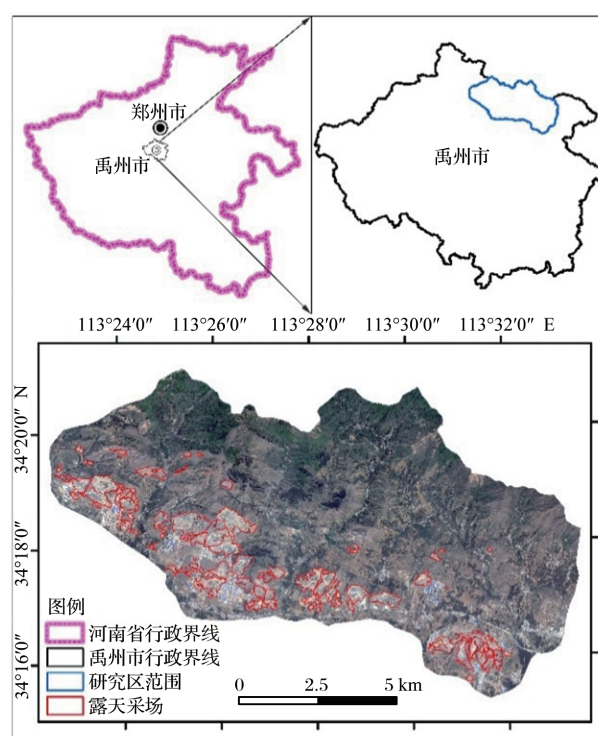 郑州市
禹州市
禹州市
113°24′0″ 113°26′0″ 113°28′0″ 113°30′0″ 113°32′0″ E
34°20′0″ N
34°18′0″
34°16′0″
图例
河南省行政界线
禹州市行政界线
研究区范围
露天采场
0 2.5 5 km